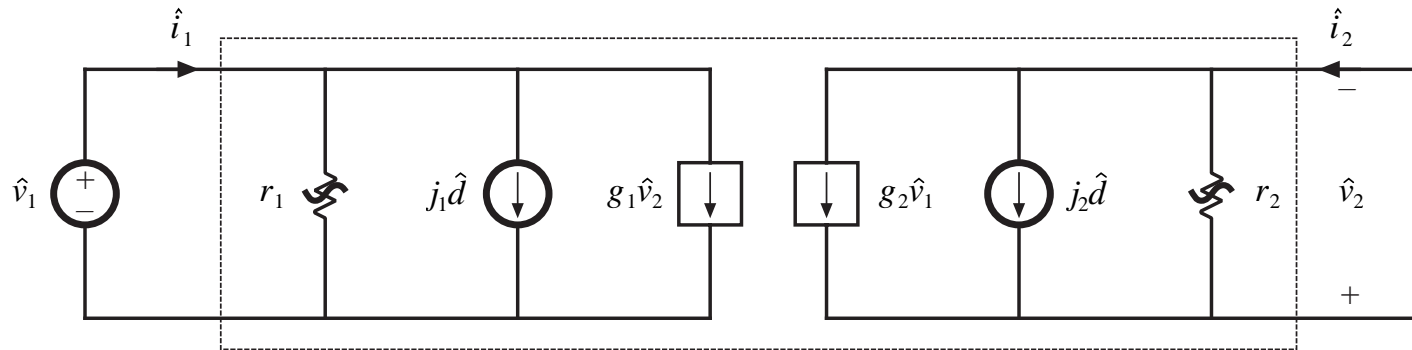 î₁ î₂
−
v̂₁ + − r₁ j₁d̂ g₁v̂₂ g₂v̂₁ j₂d̂ r₂ v̂₂
+